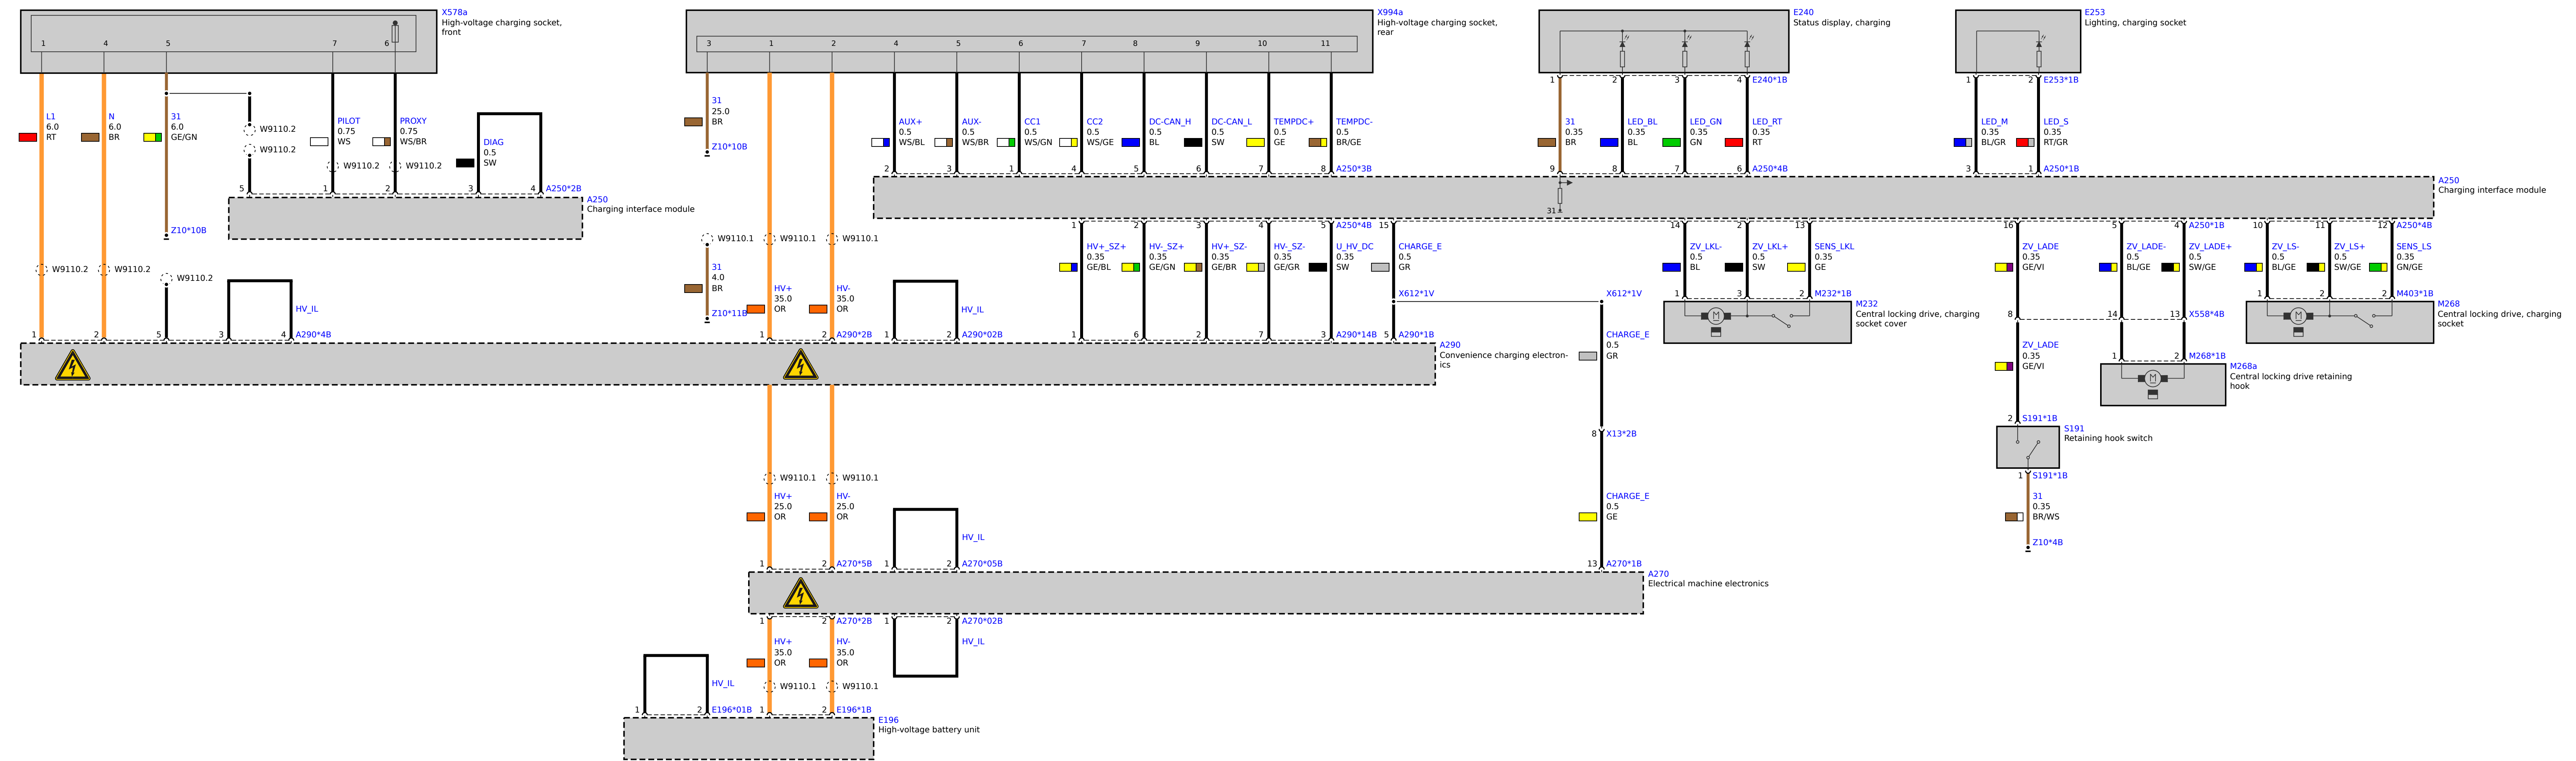 X578a
High-voltage charging socket,
front
1 4 5 7 6
L1
6.0
RT
N
6.0
BR
31
6.0
GE/GN
W9110.2
W9110.2
PILOT
0.75
WS
W9110.2
PROXY
0.75
WS/BR
W9110.2
DIAG
0.5
SW
5 1 2 3 4 A250*2B
A250
Charging interface module
Z10*10B
W9110.2
W9110.2
W9110.2
HV_IL
1 2 5 3 4 A290*4B
X994a
High-voltage charging socket,
rear
3 1 2 4 5 6 7 8 9 10 11
31
25.0
BR
Z10*10B
AUX+
0.5
WS/BL
AUX-
0.5
WS/BR
CC1
0.5
WS/GN
CC2
0.5
WS/GE
DC-CAN_H
0.5
BL
DC-CAN_L
0.5
SW
TEMPDC+
0.5
GE
TEMPDC-
0.5
BR/GE
2 3 1 4 5 6 7 8 A250*3B
E240
Status display, charging
1 2 3 4 E240*1B
31
0.35
BR
LED_BL
0.35
BL
LED_GN
0.35
GN
LED_RT
0.35
RT
9 8 7 6 A250*4B
E253
Lighting, charging socket
1 2 E253*1B
LED_M
0.35
BL/GR
LED_S
0.35
RT/GR
3 1 A250*1B
31
A250
Charging interface module
W9110.1
W9110.1
W9110.1
31
4.0
BR
Z10*11B
HV+
35.0
OR
HV-
35.0
OR
HV_IL
1 2 A290*2B
1 2 A290*02B
1 2 3 4 5 A250*4B 15
HV+_SZ+
0.35
GE/BL
HV-_SZ+
0.35
GE/GN
HV+_SZ-
0.35
GE/BR
HV-_SZ-
0.35
GE/GR
U_HV_DC
0.35
SW
CHARGE_E
0.5
GR
X612*1V
X612*1V
1 6 2 7 3 A290*14B 5 A290*1B
A290
Convenience charging electron-
ics
CHARGE_E
0.5
GR
8 X13*2B
CHARGE_E
0.5
GE
13 A270*1B
14 2 13
ZV_LKL-
0.35
BL
ZV_LKL+
0.35
SW
SENS_LKL
0.35
GE
1 3 2 M232*1B
M
M232
Central locking drive, charging
socket cover
16 5 4 A250*1B
ZV_LADE
0.35
GE/VI
ZV_LADE-
0.35
BL/GE
ZV_LADE+
0.35
SW/GE
8 14 13 X558*4B
ZV_LADE
0.35
GE/VI
1 2 M268*1B
M
M268a
Central locking drive retaining
hook
2 S191*1B
S191
Retaining hook switch
1 S191*1B
31
0.35
BR/WS
Z10*4B
10 11 12 A250*4B
ZV_LS-
0.35
BL/GE
ZV_LS+
0.35
SW/GE
SENS_LS
0.35
GN/GE
1 2 2 M403*1B
M
M268
Central locking drive, charging
socket
W9110.1
W9110.1
HV+
25.0
OR
HV-
25.0
OR
HV_IL
1 2 A270*5B
1 2 A270*05B
A270
Electrical machine electronics
1 2 A270*2B
1 2 A270*02B
HV+
35.0
OR
HV-
35.0
OR
HV_IL
HV_IL
W9110.1
W9110.1
1 2 E196*01B
1 2 E196*1B
E196
High-voltage battery unit